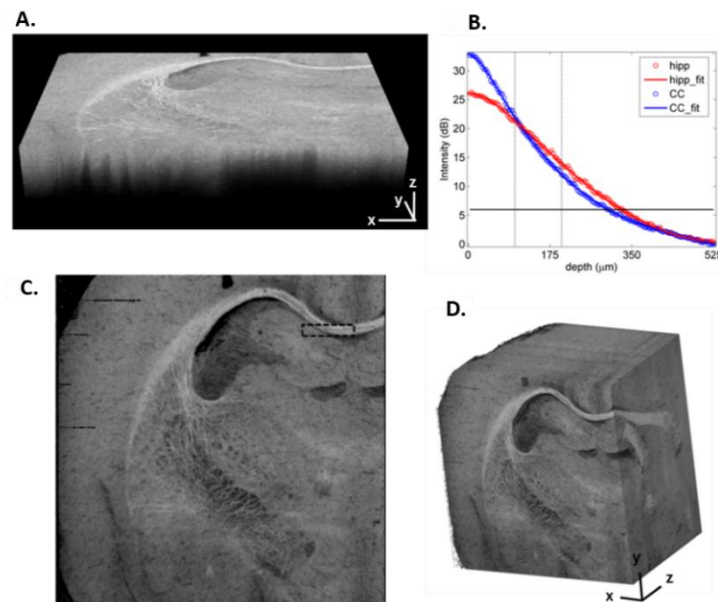 A.
z
y
x
B.
30
25
20
15
10
5
0
Intensity (dB)
0
175
350
525
depth (μm)
hipp
hipp_fit
CC
CC_fit
C.
D.
y
z
x